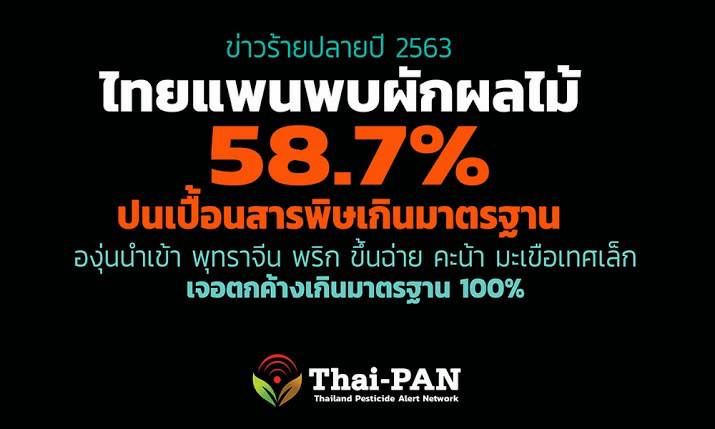 ข่าวร้ายปลายปี 2563
ไทยแพนพบผักผลไม้
58.7%
ปนเปื้อนสารพิษเกินมาตรฐาน
องุ่นนำเข้า พุทราจีน พริก ขึ้นฉ่าย คะน้า มะเขือเทศเล็ก
เจอตกค้างเกินมาตรฐาน 100%
Thai-PAN
Thailand Pesticide Alert Network